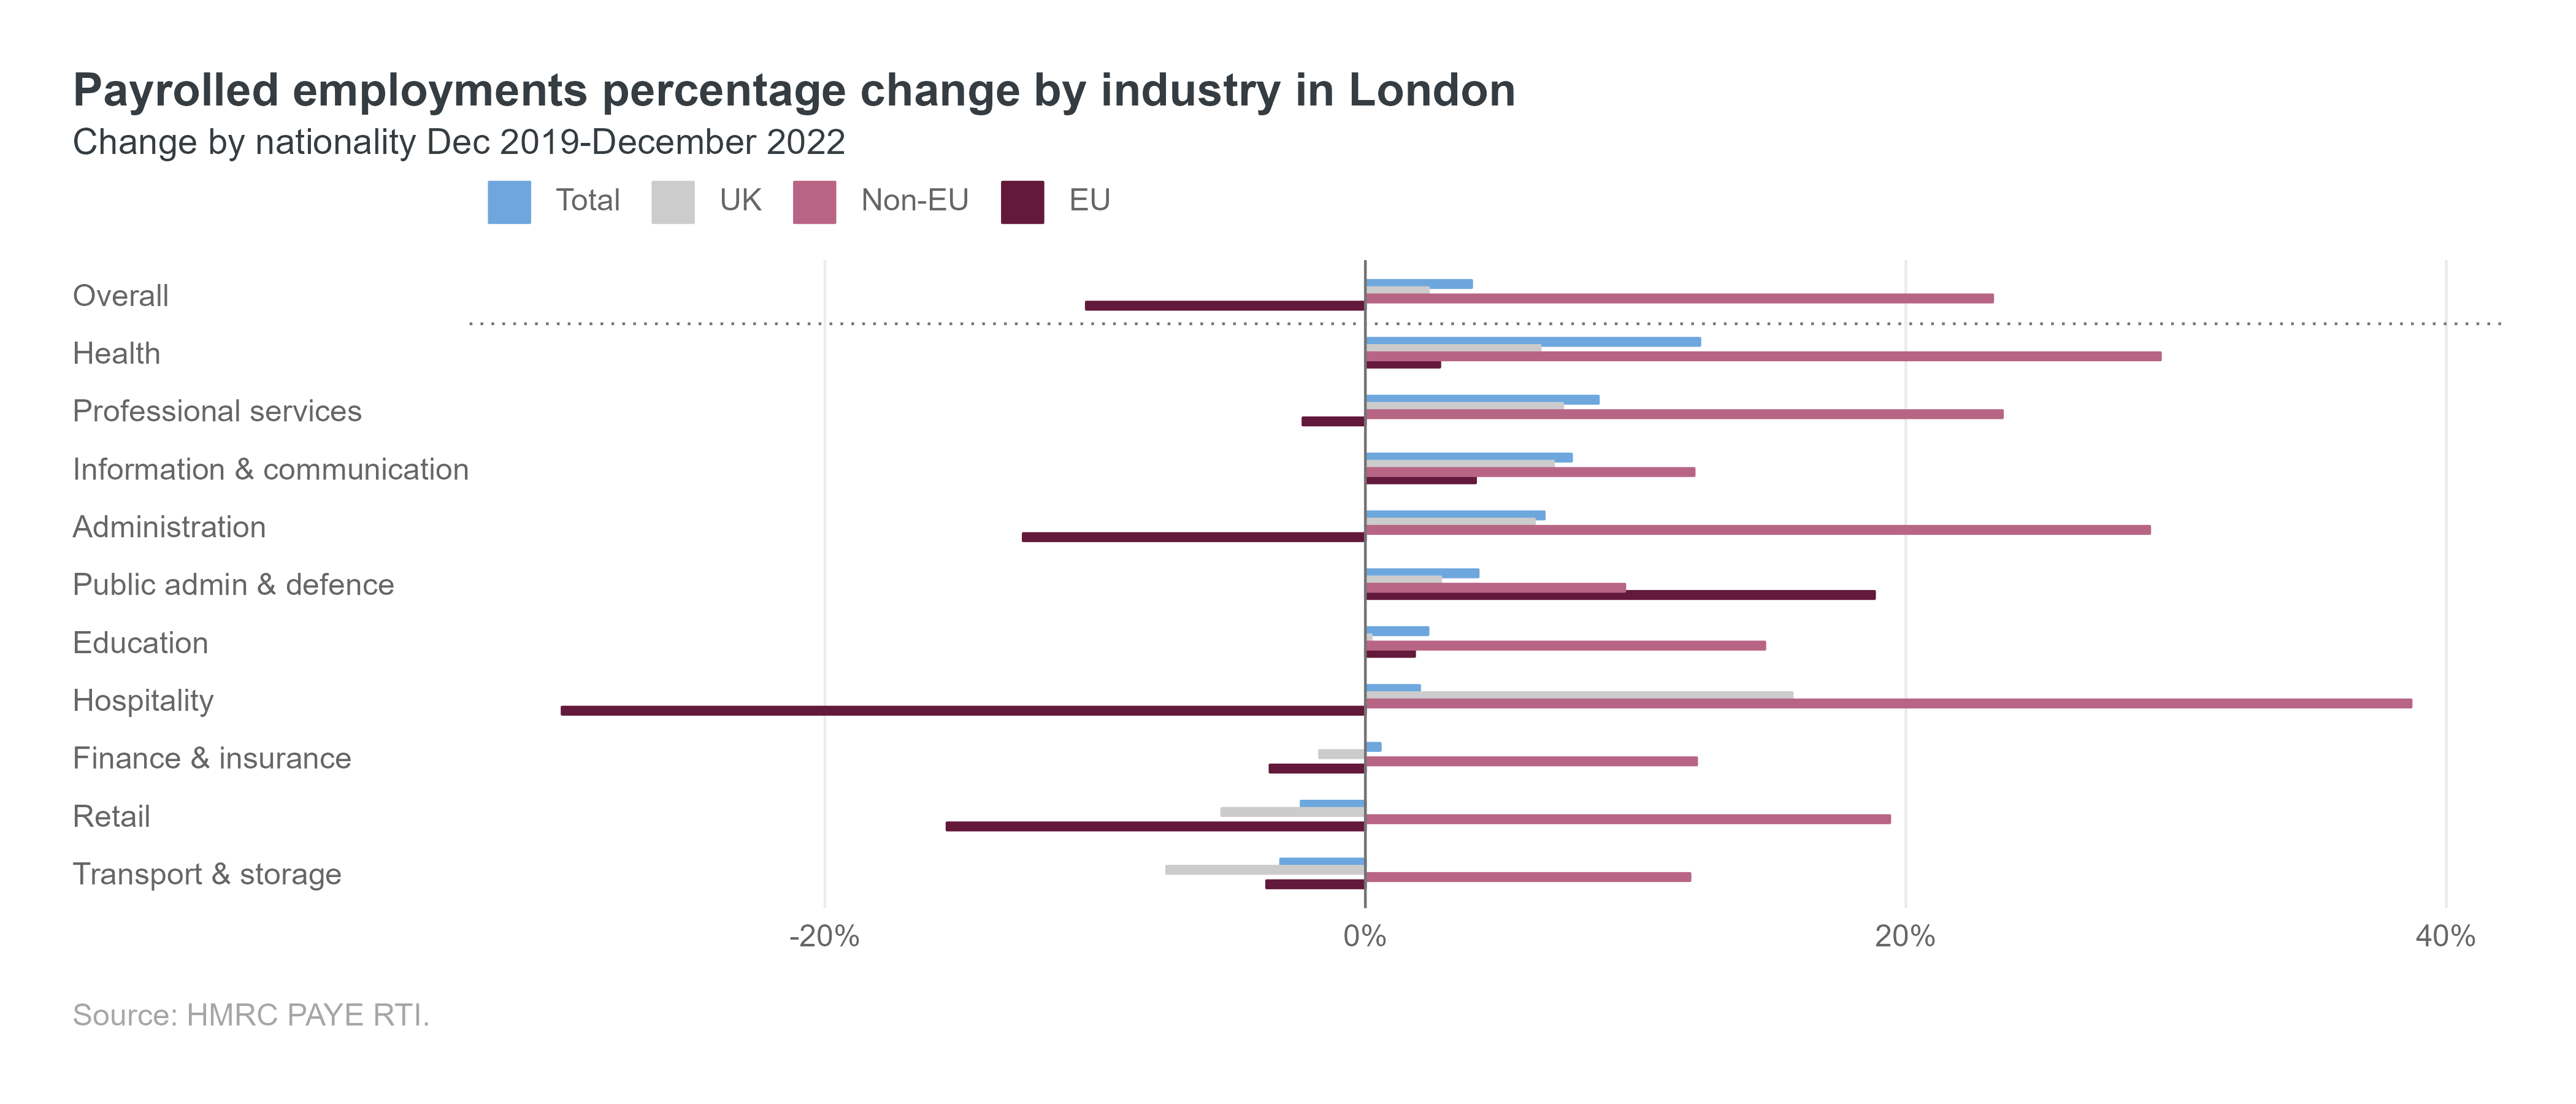 Payrolled employments percentage change by industry in London
Change by nationality Dec 2019-December 2022
Total UK Non-EU EU
Overall
Health
Professional services
Information & communication
Administration
Public admin & defence
Education
Hospitality
Finance & insurance
Retail
Transport & storage
-20% 0% 20% 40%
Source: HMRC PAYE RTI.